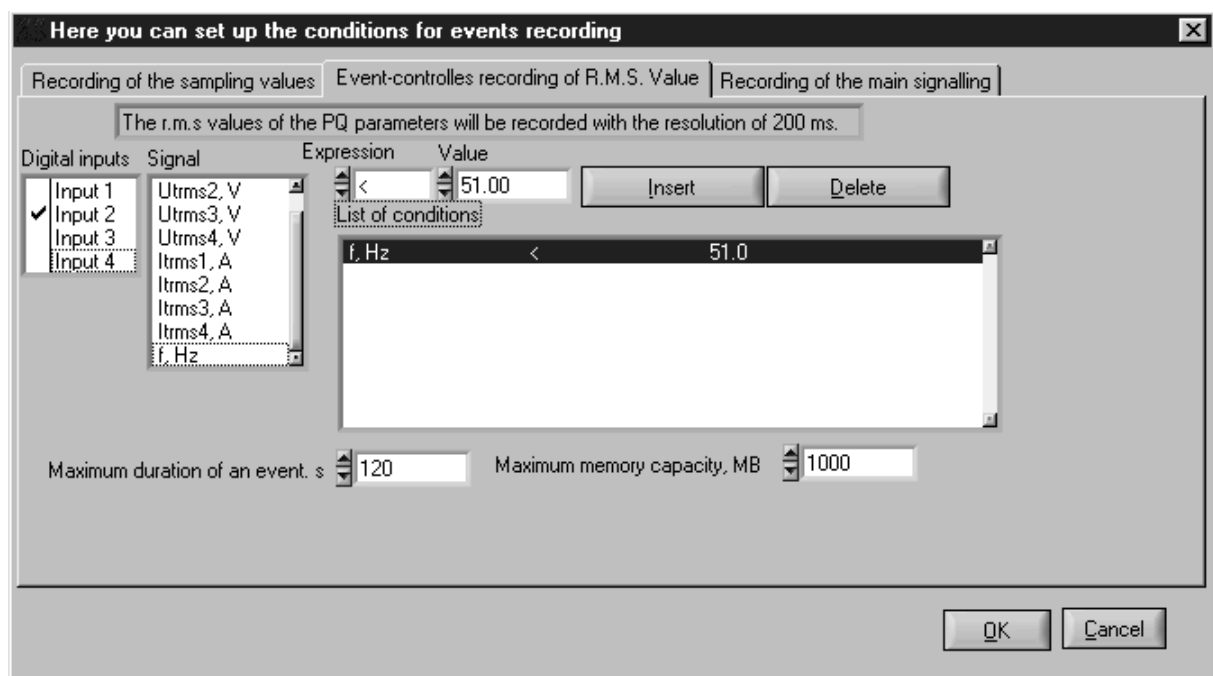 Here you can set up the conditions for events recording
Recording of the sampling values Event-controlles recording of R.M.S. Value Recording of the main signalling
The r.m.s values of the PQ parameters will be recorded with the resolution of 200 ms.
Digital inputs Signal Expression Value
Input 1
Input 2
Input 3
Input 4
Utrms2, V
Utrms3, V
Utrms4, V
Itrms1, A
Itrms2, A
Itrms3, A
Itrms4, A
f, Hz
< 51.00 Insert Delete
List of conditions
f, Hz < 51.0
Maximum duration of an event. s 120 Maximum memory capacity, MB 1000
OK Cancel